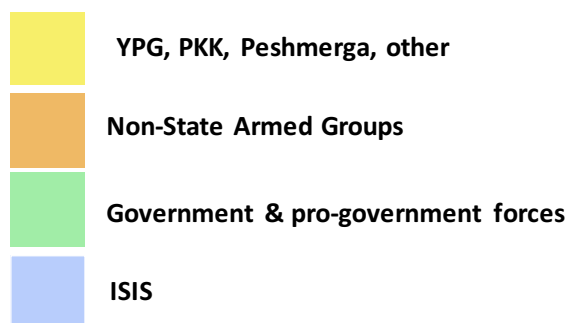 YPG, PKK, Peshmerga, other
Non-State Armed Groups
Government & pro-government forces
ISIS